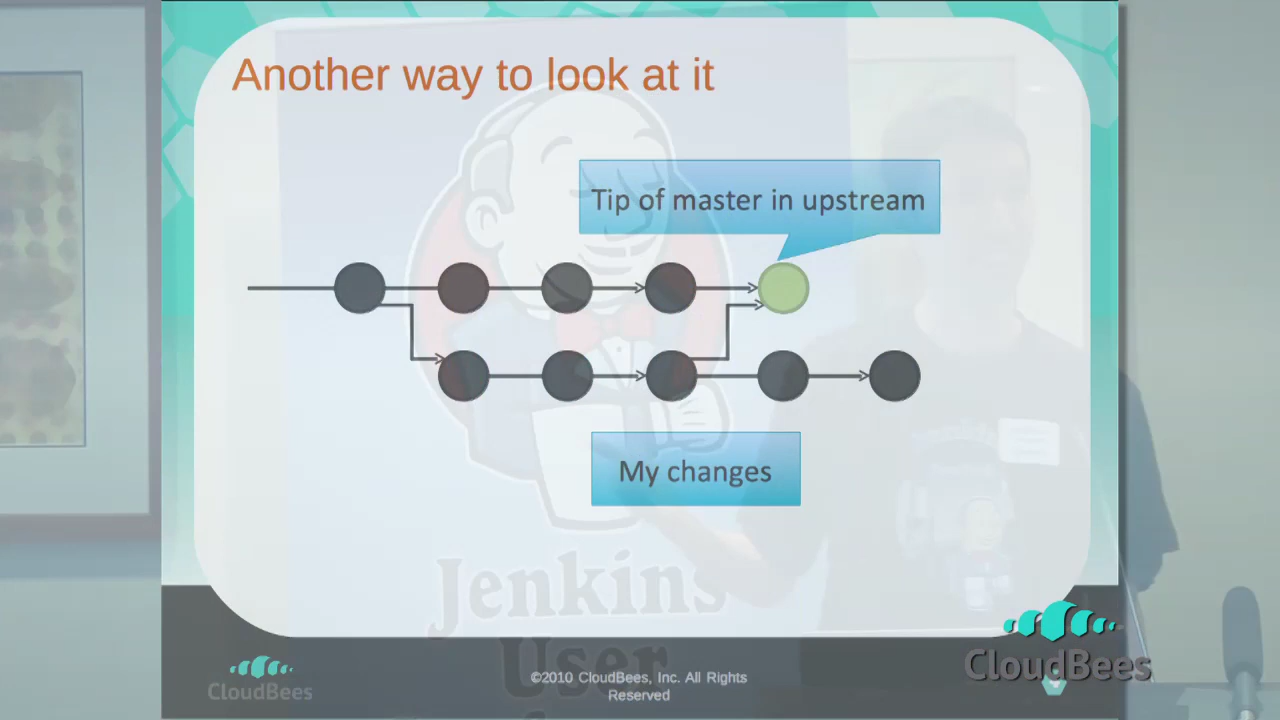 Another way to look at it
Tip of master in upstream
My changes
Jenkins
User
CloudBees
©2010 CloudBees, Inc. All Rights
Reserved
CloudBees